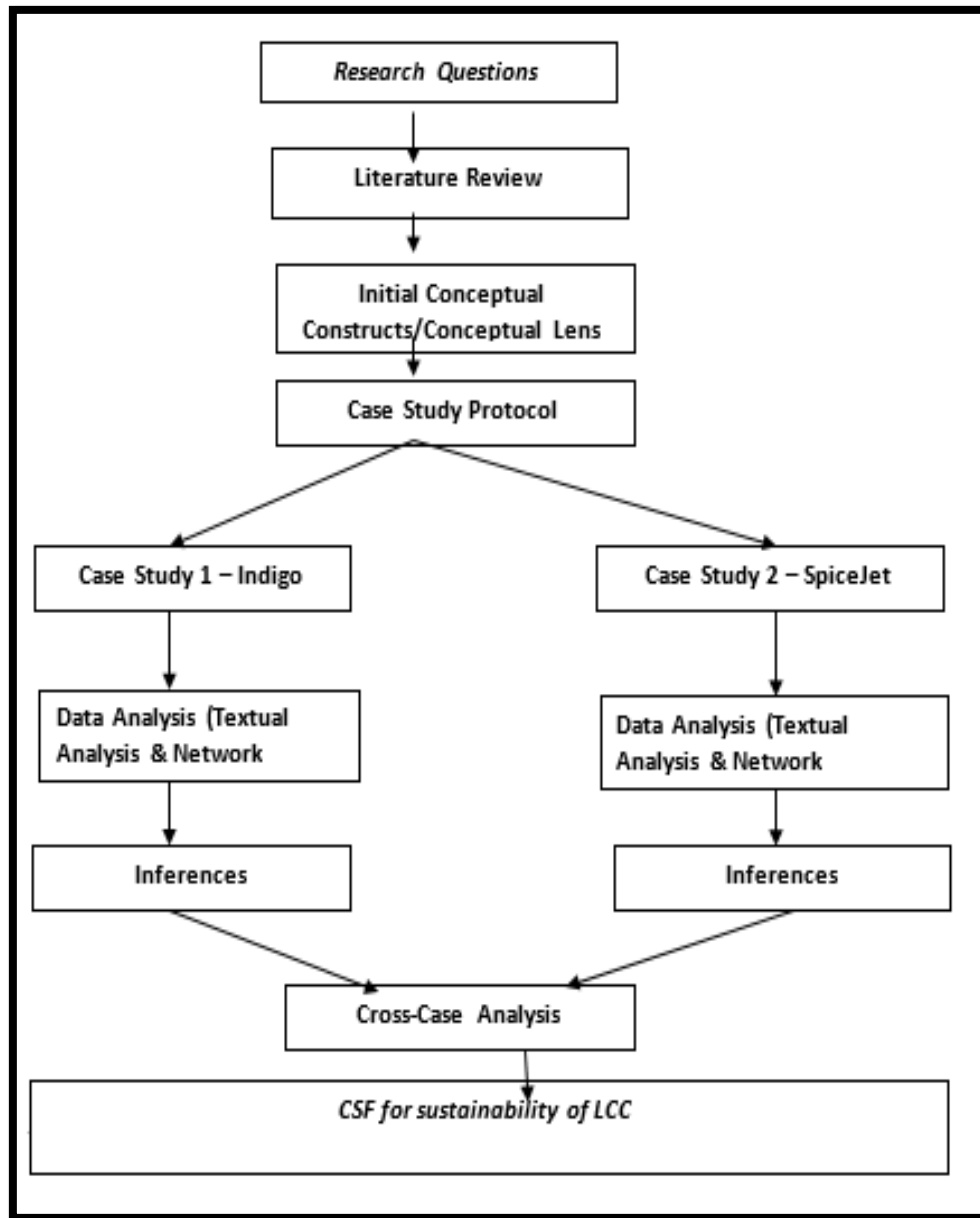 Research Questions
Literature Review
Initial Conceptual
Constructs/Conceptual Lens
Case Study Protocol
Case Study 1 – Indigo
Case Study 2 – SpiceJet
Data Analysis (Textual
Analysis & Network
Data Analysis (Textual
Analysis & Network
Inferences
Inferences
Cross-Case Analysis
CSF for sustainability of LCC